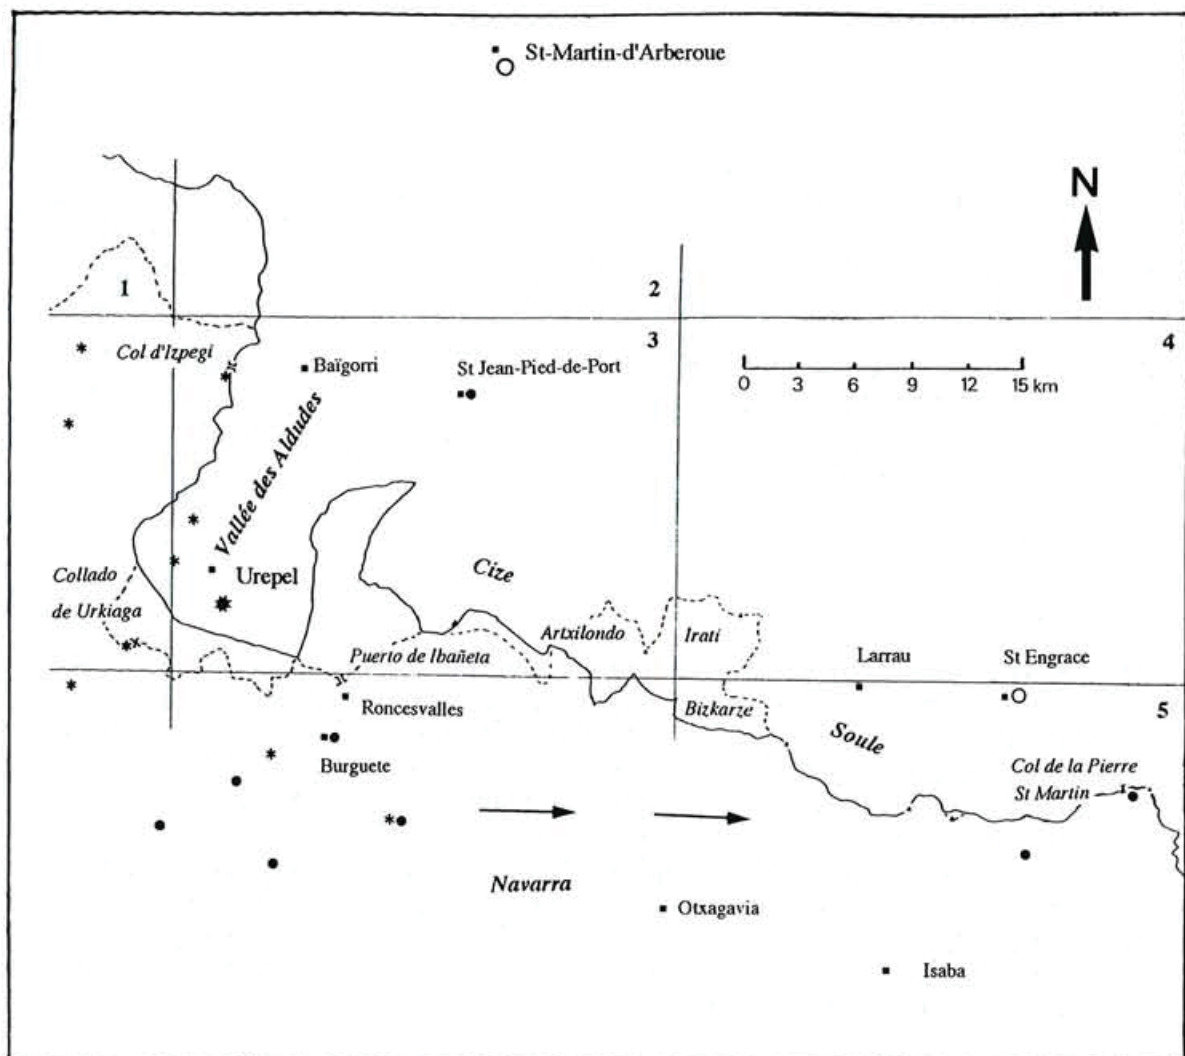 St-Martin-d'Arberoue
N
1
2
Col d'Izpegi
3
4
Baïgorri
St Jean-Pied-de-Port
0 3 6 9 12 15 km
Vallée des Aldudes
Collado
de Urkiaga
Urepel
Cize
Artxilondo
Irati
Puerto de Ibañeta
Larrau
St Engrace
Roncesvalles
Bizkarze
5
Burguete
Soule
Col de la Pierre
St Martin
Navarra
Otxagavia
Isaba